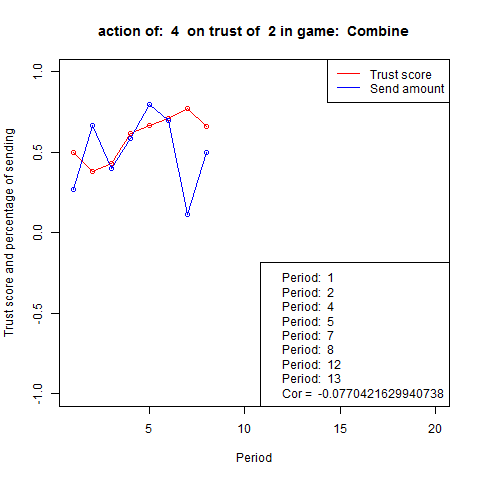 action of:  4  on trust of  2 in game:  Combine
Trust score
Send amount
Trust score and percentage of sending
1.0
0.5
0.0
-0.5
-1.0
Period:  1
Period:  2
Period:  4
Period:  5
Period:  7
Period:  8
Period:  12
Period:  13
Cor =  -0.0770421629940738
5 10 15 20
Period